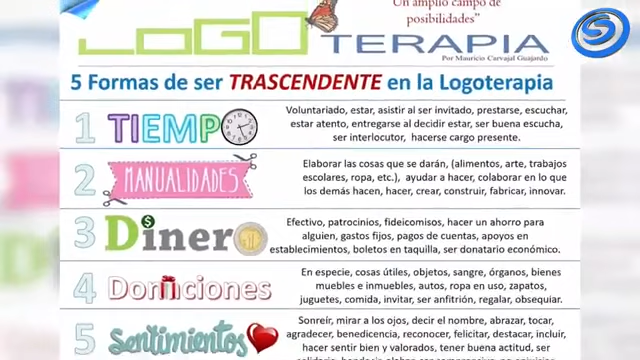 Un amplio campo de
posibilidades"
LOGO TERAPIA
Por Mauricio Carvajal Guajardo
5 Formas de ser TRASCENDENTE en la Logoterapia
1 TIEMPO
Voluntariado, estar, asistir al ser invitado, prestarse, escuchar,
estar atento, entregarse al decidir estar, ser buena escucha,
ser interlocutor, hacerse cargo presente.
2 MANUALIDADES
Elaborar las cosas que se darán, (alimentos, arte, trabajos
escolares, ropa, etc.), ayudar a hacer, colaborar en lo que
los demás hacen, hacer, crear, construir, fabricar, innovar.
3 Dinero
Efectivo, patrocinios, fideicomisos, hacer un ahorro para
alguien, gastos fijos, pagos de cuentas, apoyos en
establecimientos, boletos en taquilla, ser donatario económico.
4 Donaciones
En especie, cosas útiles, objetos, sangre, órganos, bienes
muebles e inmuebles, autos, ropa en uso, zapatos,
juguetes, comida, invitar, ser anfitrión, regalar, obsequiar.
5 Sentimientos
Sonreír, mirar a los ojos, decir el nombre, abrazar, tocar,
agradecer, benedicencia, reconocer, felicitar, destacar, incluir,
hacer sentir bien y valorados, tener buena actitud, ser